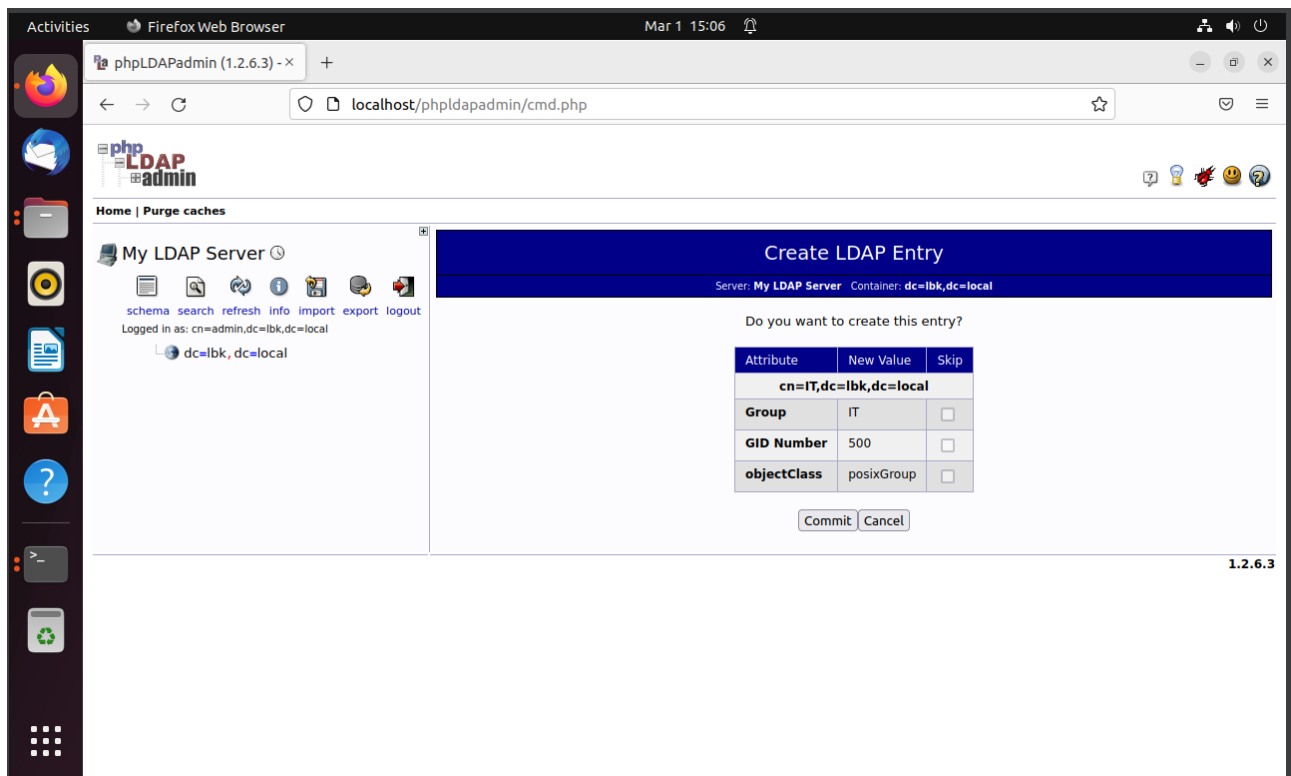 Activities Firefox Web Browser Mar 1 15:06
phpLDAPadmin (1.2.6.3) - × +
localhost/phpldapadmin/cmd.php
php
LDAP
admin
Home | Purge caches
My LDAP Server
schema search refresh info import export logout
Logged in as: cn=admin,dc=lbk,dc=local
dc=lbk, dc=local
Create LDAP Entry
Server: My LDAP Server Container: dc=lbk,dc=local
Do you want to create this entry?
Attribute New Value Skip
cn=IT,dc=lbk,dc=local
Group IT
GID Number 500
objectClass posixGroup
Commit Cancel
1.2.6.3